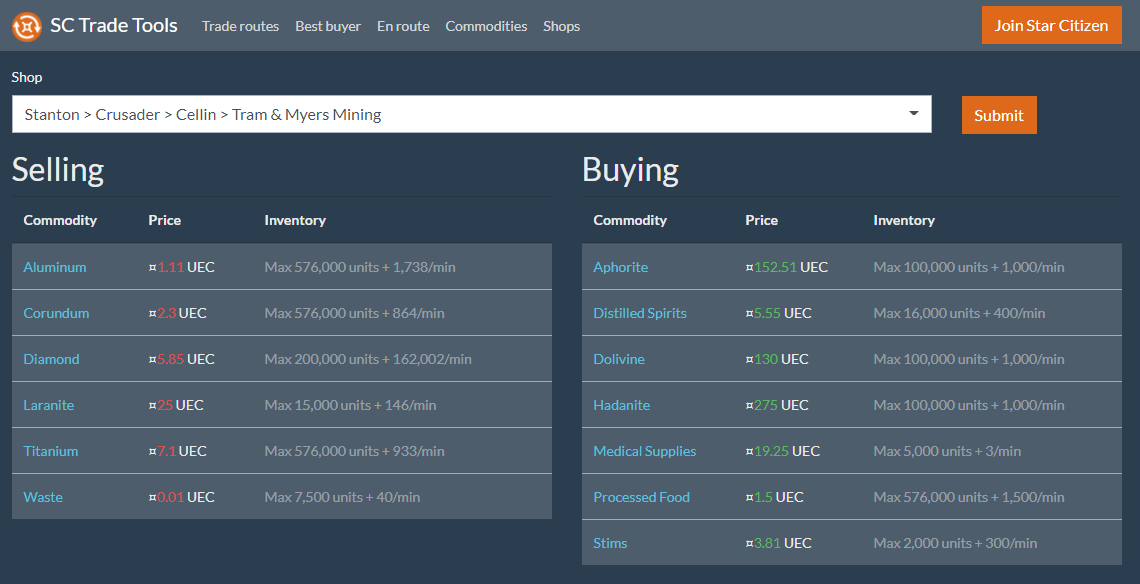 SC Trade Tools Trade routes Best buyer En route Commodities Shops Join Star Citizen
Shop
Stanton > Crusader > Cellin > Tram & Myers Mining Submit
Selling
Commodity Price Inventory
Aluminum ¤1.11 UEC Max 576,000 units + 1,738/min
Corundum ¤2.3 UEC Max 576,000 units + 864/min
Diamond ¤5.85 UEC Max 200,000 units + 162,002/min
Laranite ¤25 UEC Max 15,000 units + 146/min
Titanium ¤7.1 UEC Max 576,000 units + 933/min
Waste ¤0.01 UEC Max 7,500 units + 40/min
Buying
Commodity Price Inventory
Aphorite ¤152.51 UEC Max 100,000 units + 1,000/min
Distilled Spirits ¤5.55 UEC Max 16,000 units + 400/min
Dolivine ¤130 UEC Max 100,000 units + 1,000/min
Hadanite ¤275 UEC Max 100,000 units + 1,000/min
Medical Supplies ¤19.25 UEC Max 5,000 units + 3/min
Processed Food ¤1.5 UEC Max 576,000 units + 1,500/min
Stims ¤3.81 UEC Max 2,000 units + 300/min